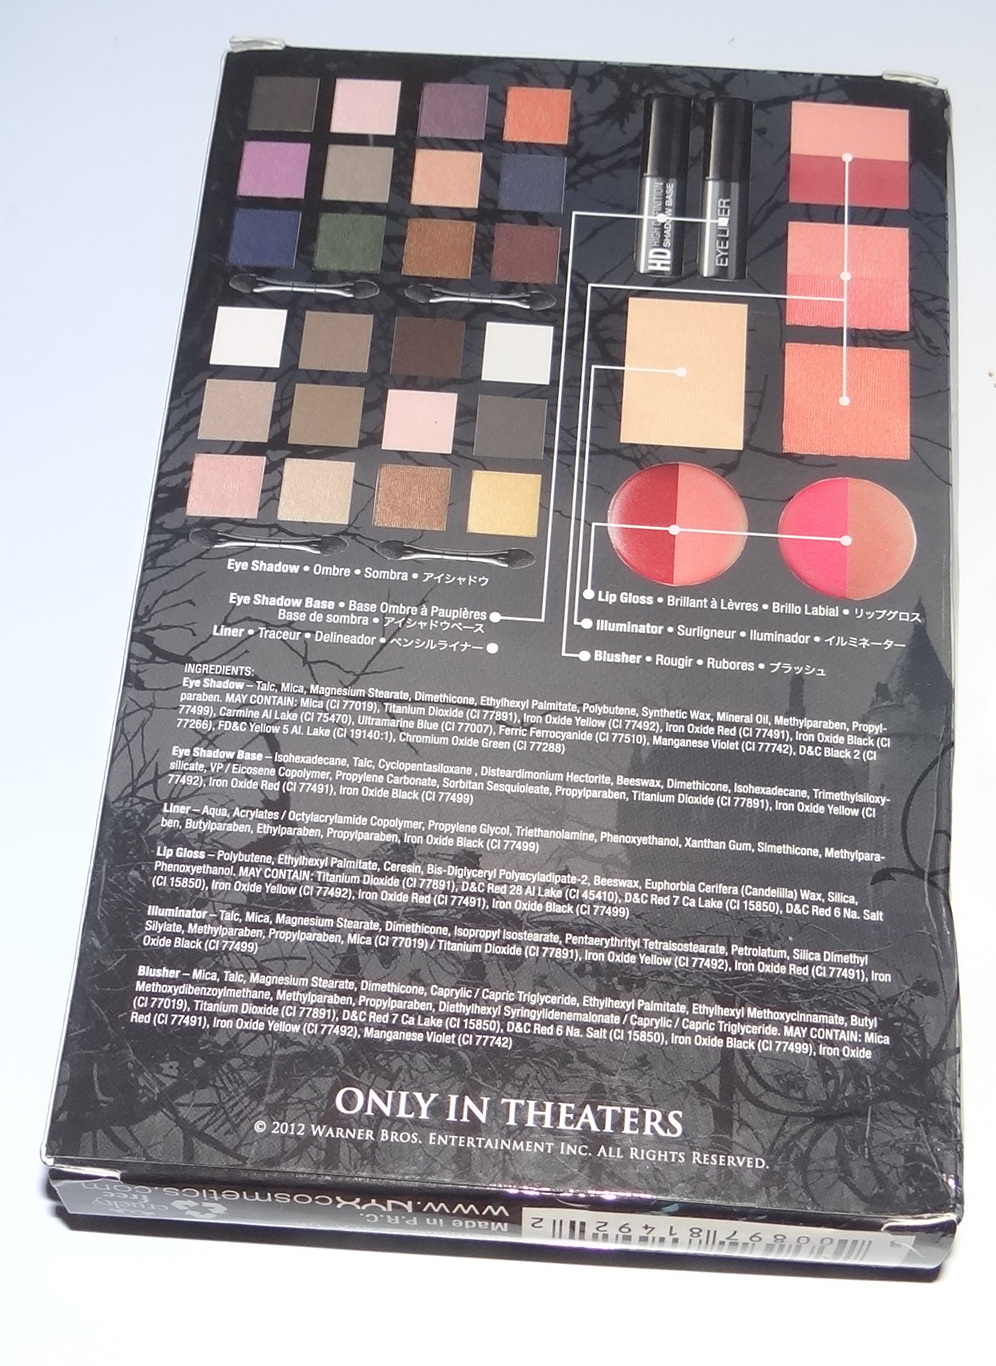 HD HIGH DEFINITION
SHADOW BASE
EYE LINER
Eye Shadow • Ombre • Sombra • アイシャドウ
Eye Shadow Base • Base Ombre à Paupières
Base de sombra • アイシャドウベース
Liner • Traceur • Delineador • ペンシルライナー
Lip Gloss • Brillant à Lèvres • Brillo Labial • リップグロス
Illuminator • Surligneur • Iluminador • イルミネーター
Blusher • Rougir • Rubores • ブラッシュ
INGREDIENTS:
Eye Shadow – Talc, Mica, Magnesium Stearate, Dimethicone, Ethylhexyl Palmitate, Polybutene, Synthetic Wax, Mineral Oil, Methylparaben, Propyl-
paraben. MAY CONTAIN: Mica (CI 77019), Titanium Dioxide (CI 77891), Iron Oxide Yellow (CI 77492), Iron Oxide Red (CI 77491), Iron Oxide Black (CI
77499), Carmine Al Lake (CI 75470), Ultramarine Blue (CI 77007), Ferric Ferrocyanide (CI 77510), Manganese Violet (CI 77742), D&C Black 2 (CI
77266), FD&C Yellow 5 Al. Lake (CI 19140:1), Chromium Oxide Green (CI 77288)
Eye Shadow Base – Isohexadecane, Talc, Cyclopentasiloxane , Disteardimonium Hectorite, Beeswax, Dimethicone, Isohexadecane, Trimethylsiloxy-
silicate, VP / Eicosene Copolymer, Propylene Carbonate, Sorbitan Sesquioleate, Propylparaben, Titanium Dioxide (CI 77891), Iron Oxide Yellow (CI
77492), Iron Oxide Red (CI 77491), Iron Oxide Black (CI 77499)
Liner – Aqua, Acrylates / Octylacrylamide Copolymer, Propylene Glycol, Triethanolamine, Phenoxyethanol, Xanthan Gum, Simethicone, Methylpara-
ben, Butylparaben, Ethylparaben, Propylparaben, Iron Oxide Black (CI 77499)
Lip Gloss – Polybutene, Ethylhexyl Palmitate, Ceresin, Bis-Diglyceryl Polyacyladipate-2, Beeswax, Euphorbia Cerifera (Candelilla) Wax, Silica,
Phenoxyethanol. MAY CONTAIN: Titanium Dioxide (CI 77891), D&C Red 28 Al Lake (CI 45410), D&C Red 7 Ca Lake (CI 15850), D&C Red 6 Na. Salt
(CI 15850), Iron Oxide Yellow (CI 77492), Iron Oxide Red (CI 77491), Iron Oxide Black (CI 77499)
Illuminator – Talc, Mica, Magnesium Stearate, Dimethicone, Isopropyl Isostearate, Pentaerythrityl Tetraisostearate, Petrolatum, Silica Dimethyl
Silylate, Methylparaben, Propylparaben, Mica (CI 77019) / Titanium Dioxide (CI 77891), Iron Oxide Yellow (CI 77492), Iron Oxide Red (CI 77491), Iron
Oxide Black (CI 77499)
Blusher – Mica, Talc, Magnesium Stearate, Dimethicone, Caprylic / Capric Triglyceride, Ethylhexyl Palmitate, Ethylhexyl Methoxycinnamate, Butyl
Methoxydibenzoylmethane, Methylparaben, Propylparaben, Diethylhexyl Syringylidenemalonate / Caprylic / Capric Triglyceride. MAY CONTAIN: Mica
(CI 77019), Titanium Dioxide (CI 77891), D&C Red 7 Ca Lake (CI 15850), D&C Red 6 Na. Salt (CI 15850), Iron Oxide Black (CI 77499), Iron Oxide
Red (CI 77491), Iron Oxide Yellow (CI 77492), Manganese Violet (CI 77742)
ONLY IN THEATERS
© 2012 WARNER BROS. ENTERTAINMENT INC. ALL RIGHTS RESERVED.
Made in P.R.C.
www.NYXcosmetics.com
cruelty
free
00897 81492 2